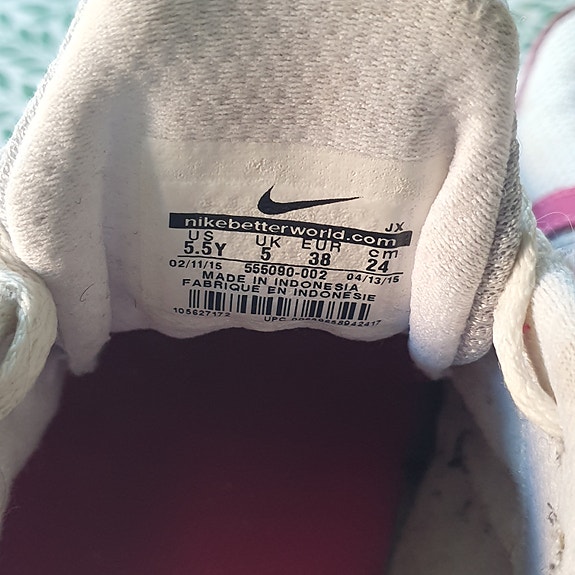 JX
nikebetterworld.com
US UK EUR cm
5.5Y 5 38 24
02/11/15 555090-002 04/13/15
MADE IN INDONESIA
FABRIQUE EN INDONESIE
105627172 UPC